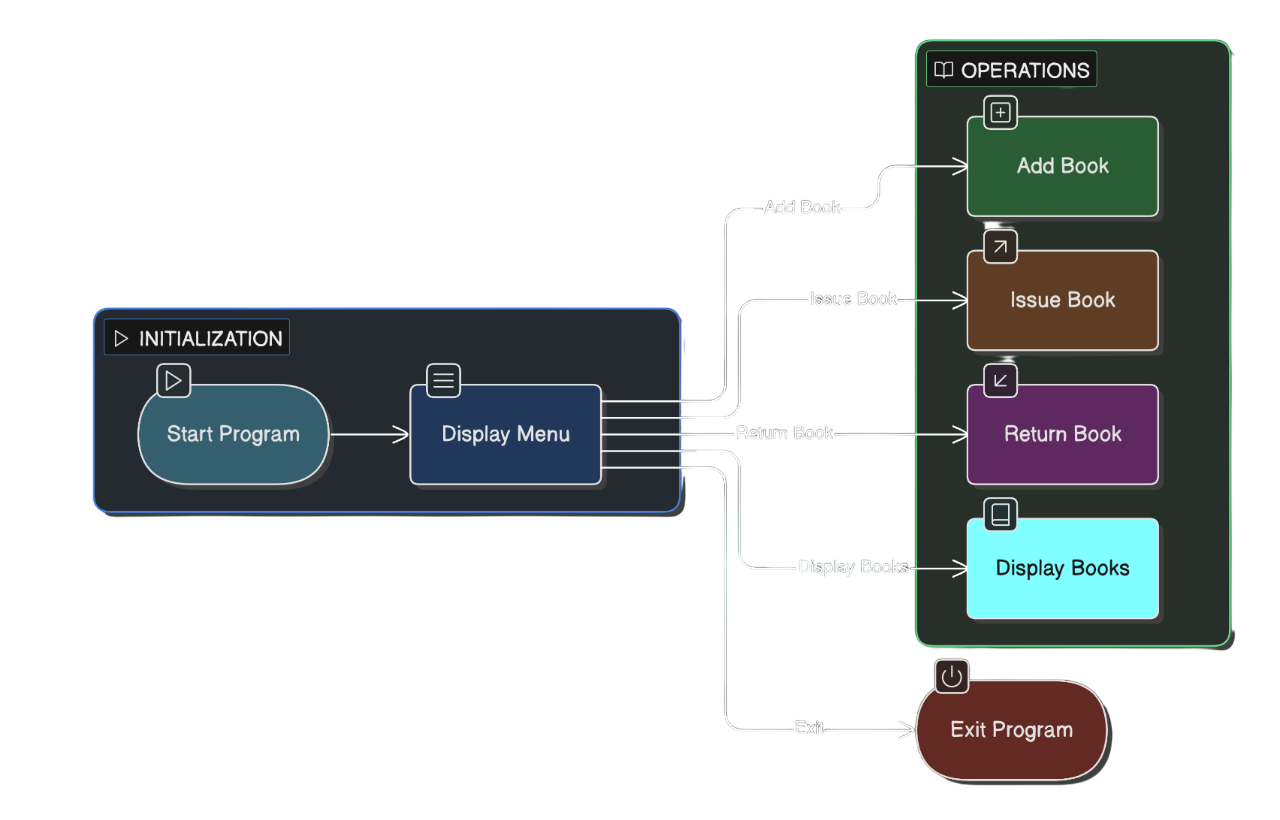 OPERATIONS
Add Book
Add Book
Issue Book
Issue Book
INITIALIZATION
Start Program
Display Menu
Return Book
Return Book
Display Books
Display Books
Exit
Exit Program